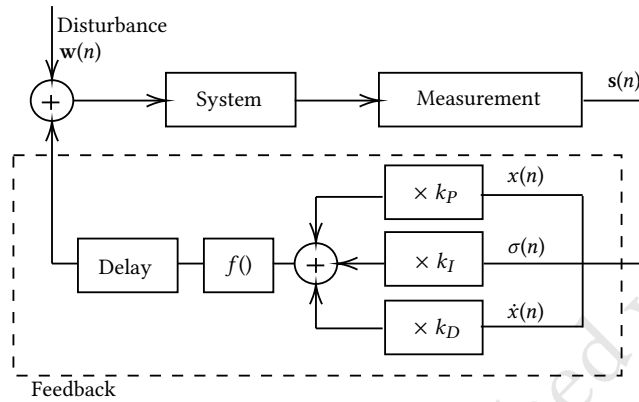 Disturbance
w(n)
+
System
Measurement
s(n)
× k_P
x(n)
Delay
f()
+
× k_I
σ(n)
× k_D
ẋ(n)
Feedback